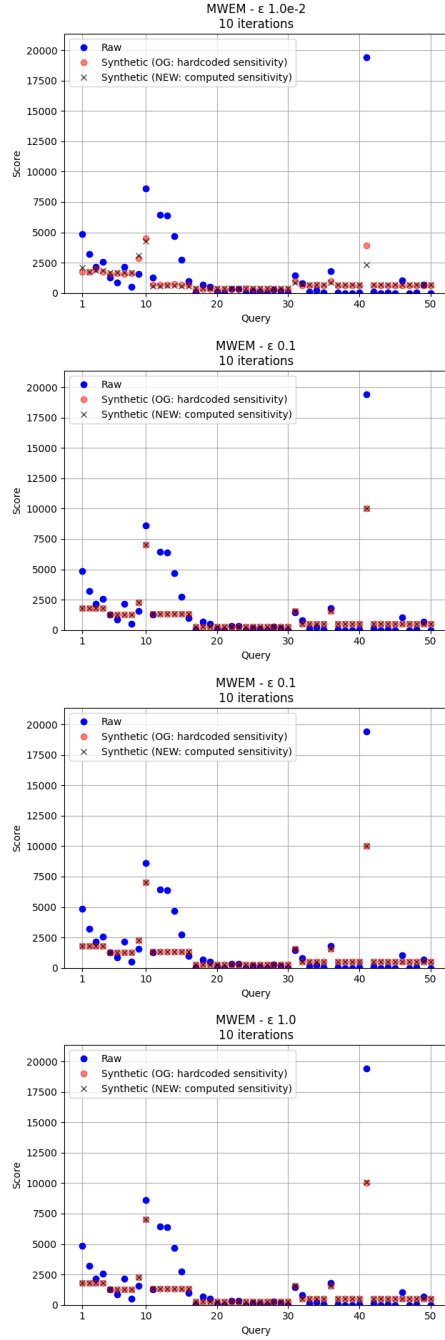 MWEM - ε 1.0e-2
10 iterations
20000
17500
15000
12500
10000
7500
5000
2500
0
Score
Raw
Synthetic (OG: hardcoded sensitivity)
Synthetic (NEW: computed sensitivity)
1
10
20
30
40
50
Query
MWEM - ε 0.1
10 iterations
20000
17500
15000
12500
10000
7500
5000
2500
0
Score
Raw
Synthetic (OG: hardcoded sensitivity)
Synthetic (NEW: computed sensitivity)
1
10
20
30
40
50
Query
MWEM - ε 0.1
10 iterations
20000
17500
15000
12500
10000
7500
5000
2500
0
Score
Raw
Synthetic (OG: hardcoded sensitivity)
Synthetic (NEW: computed sensitivity)
1
10
20
30
40
50
Query
MWEM - ε 1.0
10 iterations
20000
17500
15000
12500
10000
7500
5000
2500
0
Score
Raw
Synthetic (OG: hardcoded sensitivity)
Synthetic (NEW: computed sensitivity)
1
10
20
30
40
50
Query